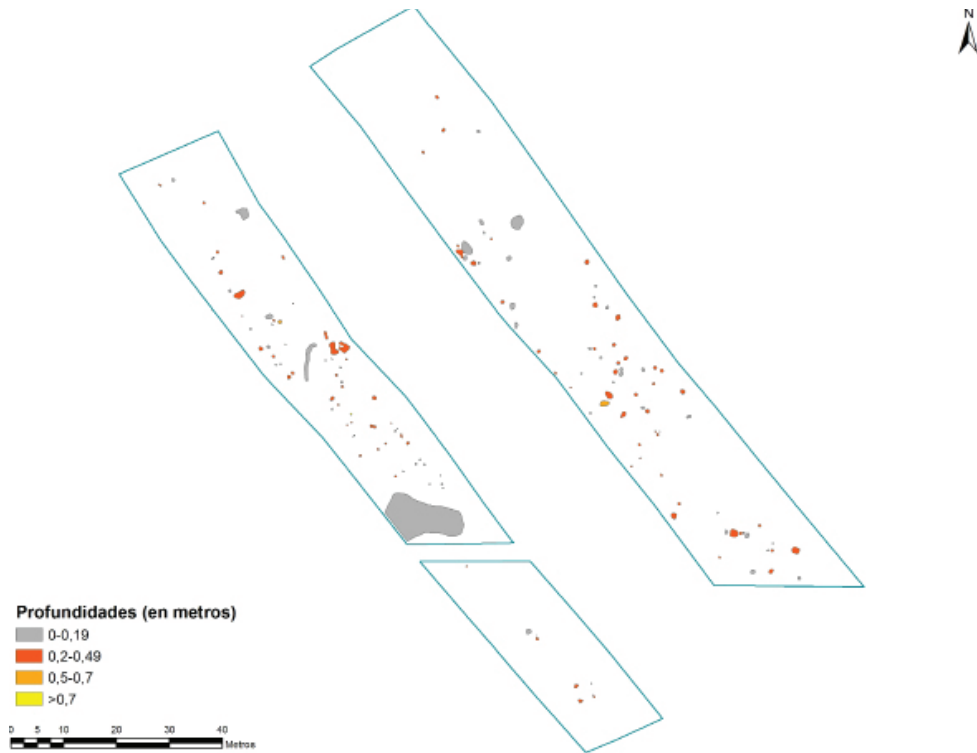 N
Profundidades (en metros)
0-0,19
0,2-0,49
0,5-0,7
>0,7
0 5 10 20 30 40
Metros